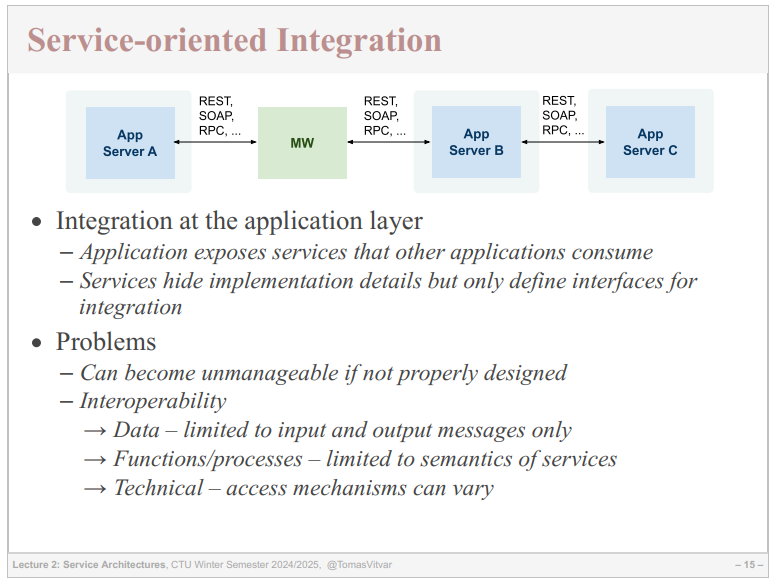 Service-oriented Integration
REST,
SOAP,
RPC, ...
REST,
SOAP,
RPC, ...
REST,
SOAP,
RPC, ...
App
Server A
MW
App
Server B
App
Server C
• Integration at the application layer
– Application exposes services that other applications consume
– Services hide implementation details but only define interfaces for
integration
• Problems
– Can become unmanageable if not properly designed
– Interoperability
→ Data – limited to input and output messages only
→ Functions/processes – limited to semantics of services
→ Technical – access mechanisms can vary
Lecture 2: Service Architectures, CTU Winter Semester 2024/2025, @TomasVitvar
– 15 –